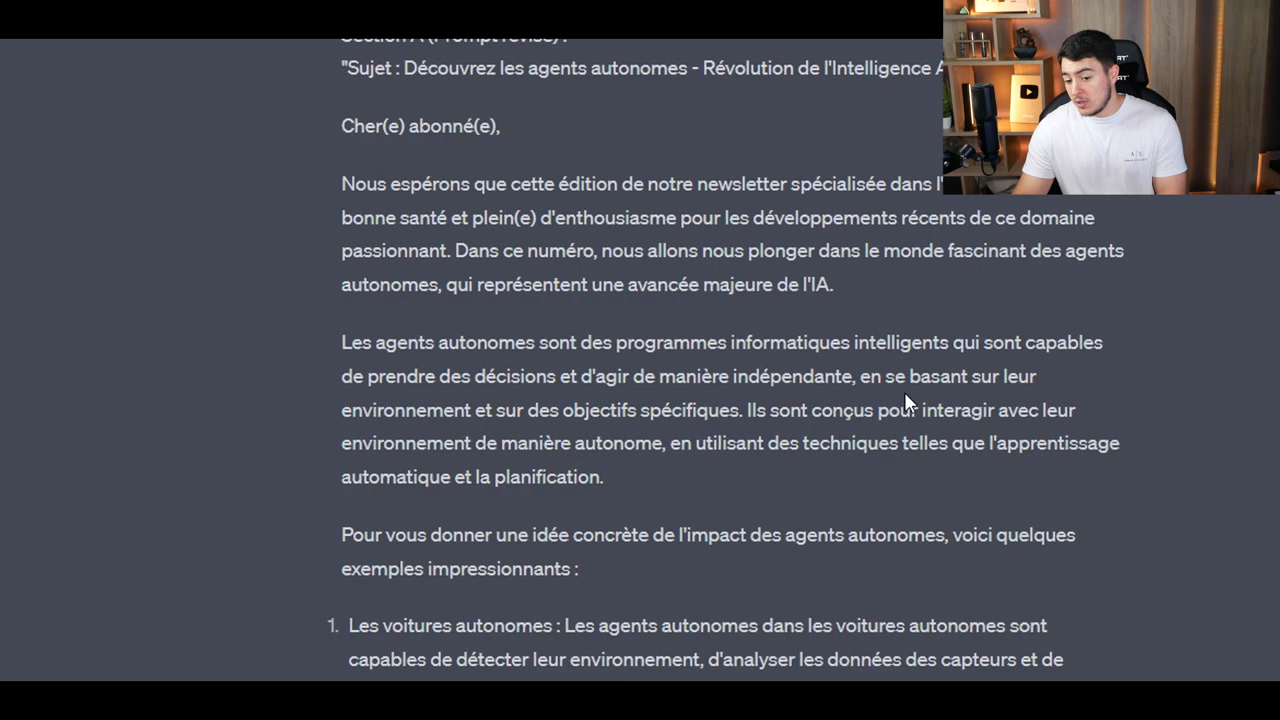 Section A (Prompt révisé) :
"Sujet : Découvrez les agents autonomes - Révolution de l'Intelligence
Cher(e) abonné(e),
Nous espérons que cette édition de notre newsletter spécialisée dans
bonne santé et plein(e) d'enthousiasme pour les développements récents de ce domaine
passionnant. Dans ce numéro, nous allons nous plonger dans le monde fascinant des agents
autonomes, qui représentent une avancée majeure de l'IA.
Les agents autonomes sont des programmes informatiques intelligents qui sont capables
de prendre des décisions et d'agir de manière indépendante, en se basant sur leur
environnement et sur des objectifs spécifiques. Ils sont conçus pour interagir avec leur
environnement de manière autonome, en utilisant des techniques telles que l'apprentissage
automatique et la planification.
Pour vous donner une idée concrète de l'impact des agents autonomes, voici quelques
exemples impressionnants :
1. Les voitures autonomes : Les agents autonomes dans les voitures autonomes sont
capables de détecter leur environnement, d'analyser les données des capteurs et de